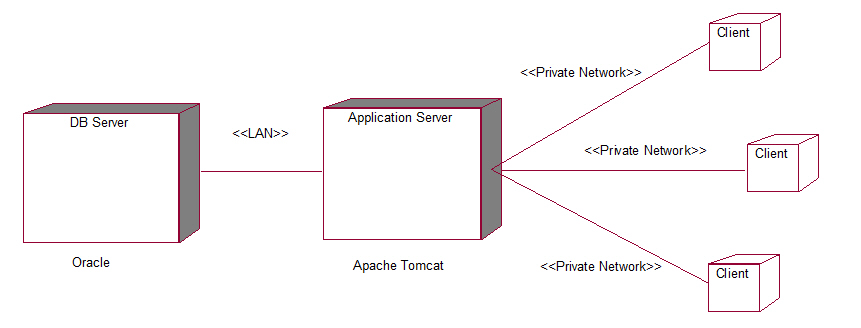 DB Server
Oracle
<<LAN>>
Application Server
Apache Tomcat
<<Private Network>>
Client
<<Private Network>>
Client
<<Private Network>>
Client